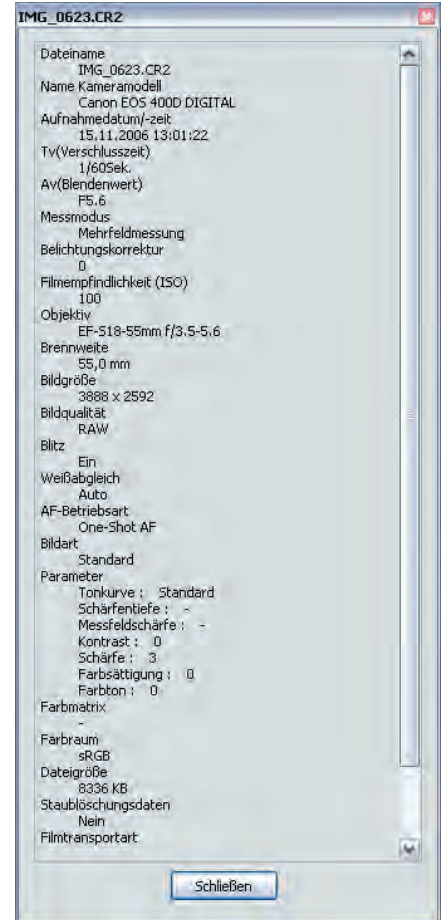 IMG_0623.CR2
Dateiname
IMG_0623.CR2
Name Kameramodell
Canon EOS 400D DIGITAL
Aufnahmedatum/-zeit
15.11.2006 13:01:22
Tv(Verschlusszeit)
1/60Sek.
Av(Blendenwert)
F5.6
Messmodus
Mehrfeldmessung
Belichtungskorrektur
0
Filmempfindlichkeit (ISO)
100
Objektiv
EF-S18-55mm f/3.5-5.6
Brennweite
55,0 mm
Bildgröße
3888 x 2592
Bildqualität
RAW
Blitz
Ein
Weißabgleich
Auto
AF-Betriebsart
One-Shot AF
Bildart
Standard
Parameter
Tonkurve : Standard
Schärfentiefe : -
Messfeldschärfe : -
Kontrast : 0
Schärfe : 3
Farbsättigung : 0
Farbton : 0
Farbmatrix
-
Farbraum
sRGB
Dateigröße
8336 KB
Staublöschungsdaten
Nein
Filmtransportart
Schließen